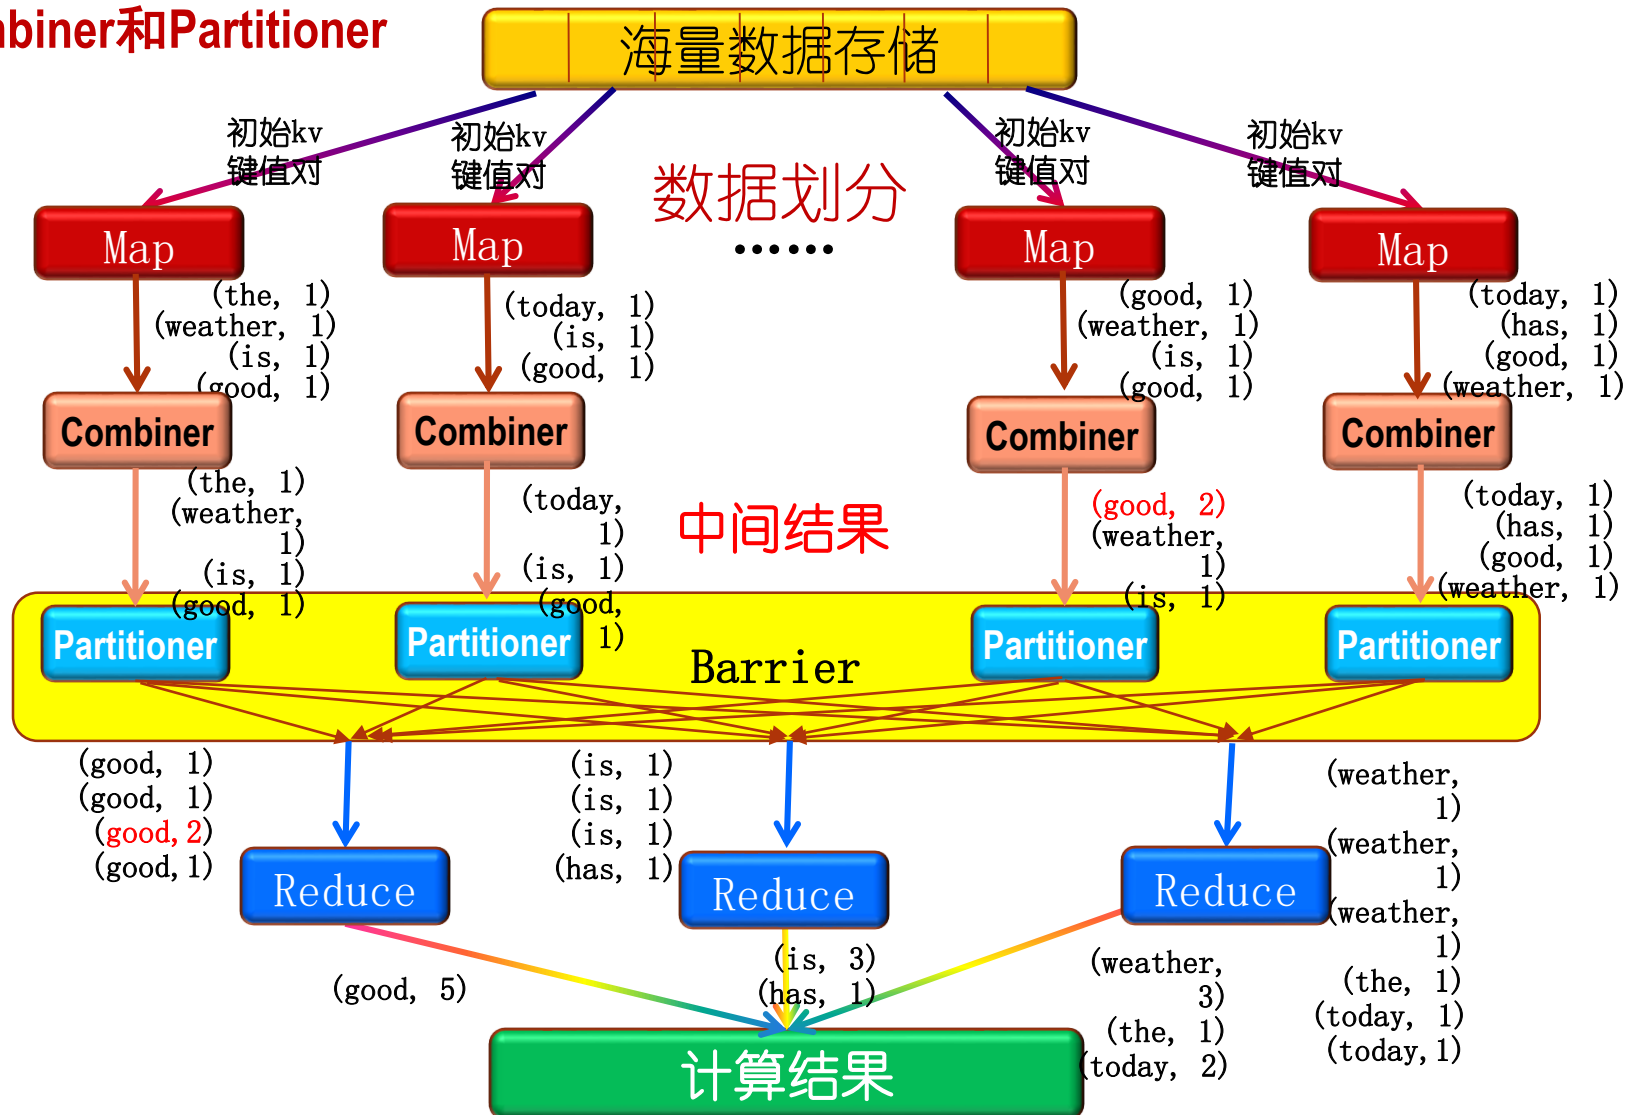 mbiner和Partitioner
海量数据存储
初始kv
键值对
初始kv
键值对
初始kv
键值对
初始kv
键值对
数据划分
······
Map
Map
Map
Map
(the, 1)
(weather, 1)
(is, 1)
(good, 1)
(today, 1)
(is, 1)
(good, 1)
(good, 1)
(weather, 1)
(is, 1)
(good, 1)
(today, 1)
(has, 1)
(good, 1)
(weather, 1)
Combiner
Combiner
Combiner
Combiner
(the, 1)
(weather,
1)
(is, 1)
(good, 1)
(today,
1)
(is, 1)
(good,
1)
中间结果
(good, 2)
(weather,
1)
(is, 1)
(today, 1)
(has, 1)
(good, 1)
(weather, 1)
Partitioner
Partitioner
Partitioner
Partitioner
Barrier
(good, 1)
(good, 1)
(good,2)
(good,1)
(is, 1)
(is, 1)
(is, 1)
(has, 1)
(weather,
1)
(weather,
1)
(weather,
1)
(the, 1)
(today, 1)
(today,1)
Reduce
Reduce
Reduce
(good, 5)
(is, 3)
(has, 1)
(weather,
3)
(the, 1)
(today, 2)
计算结果